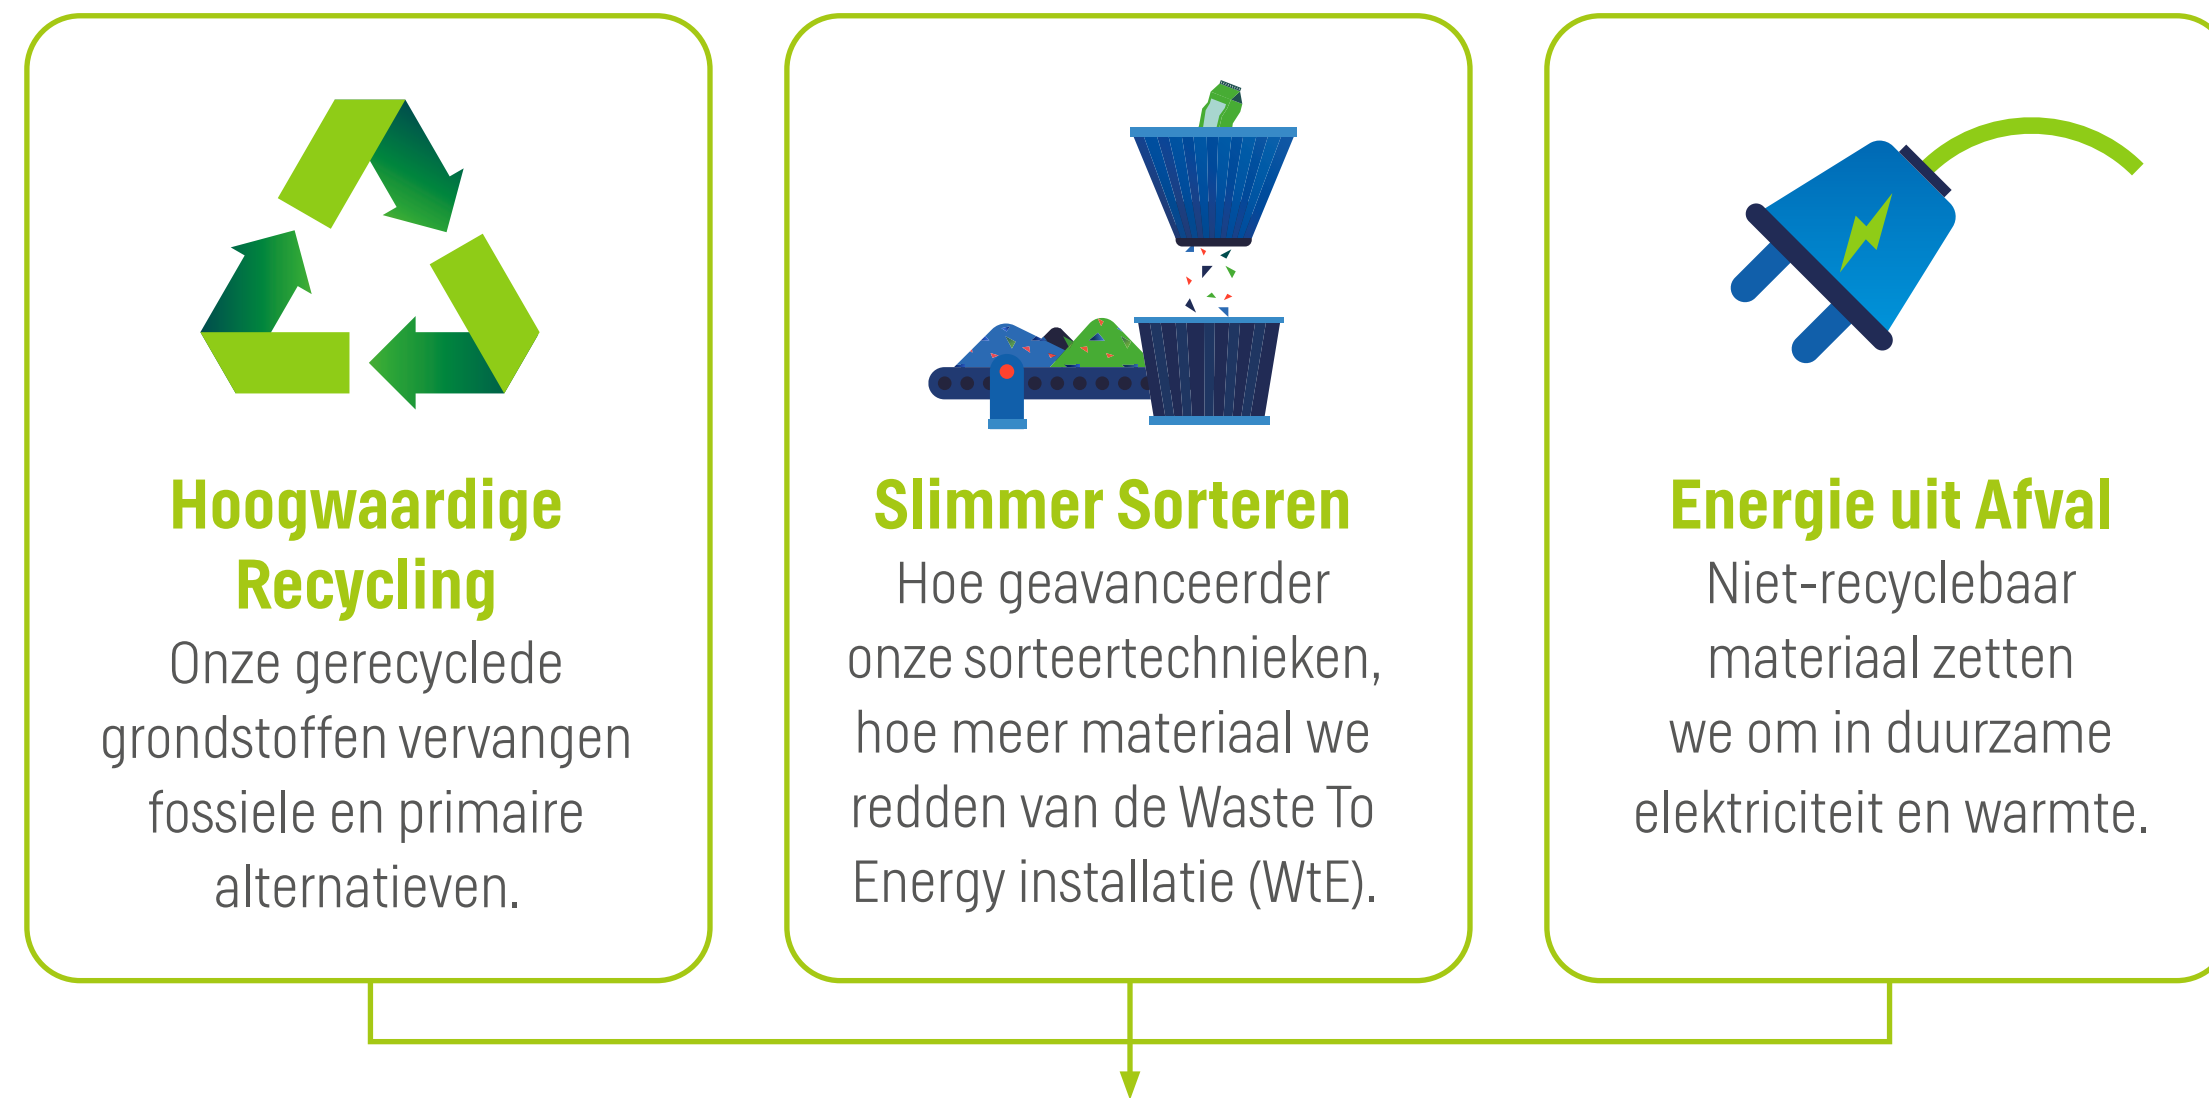 Hoogwaardige
Recycling
Onze gerecyclede
grondstoffen vervangen
fossiele en primaire
alternatieven.
Slimmer Sorteren
Hoe geavanceerder
onze sorteertechnieken,
hoe meer materiaal we
redden van de Waste To
Energy installatie (WtE).
Energie uit Afval
Niet-recyclebaar
materiaal zetten
we om in duurzame
elektriciteit en warmte.